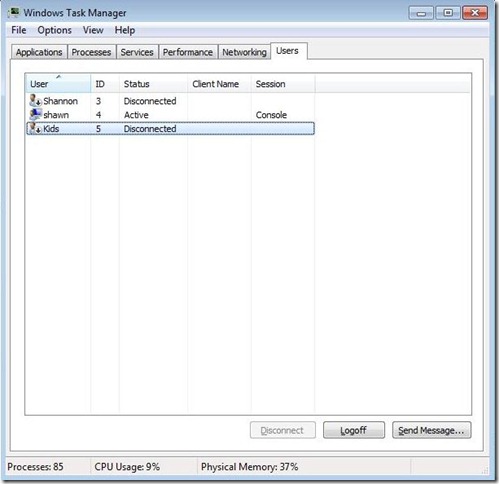 Windows Task Manager
File Options View Help
Applications Processes Services Performance Networking Users
User ID Status Client Name Session
Shannon 3 Disconnected
shawn 4 Active Console
Kids 5 Disconnected
Disconnect Logoff Send Message...
Processes: 85 CPU Usage: 9% Physical Memory: 37%